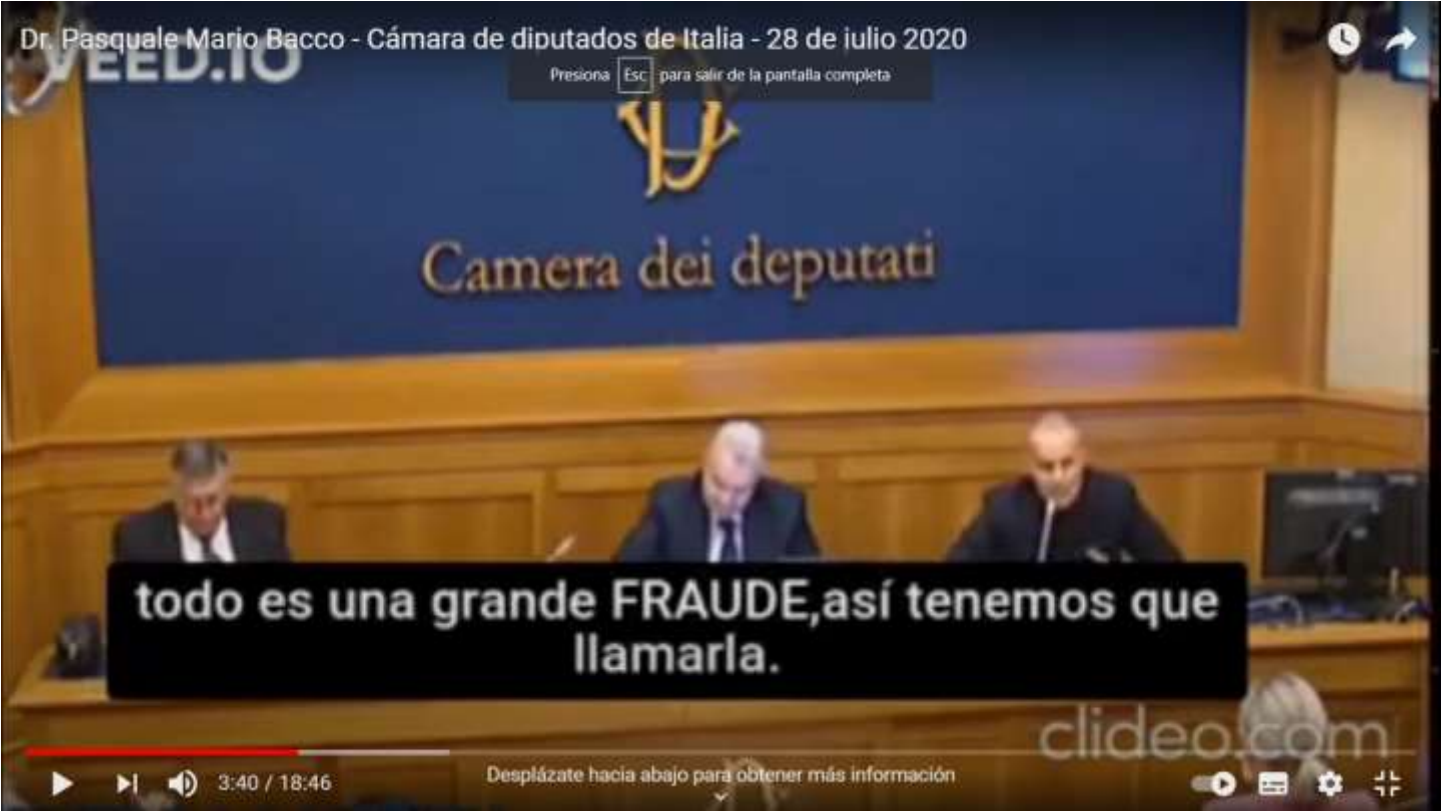 Dr. Pasquale Mario Bacco - Cámara de diputados de Italia - 28 de julio 2020
VEED.IO
Presiona Esc para salir de la pantalla completa
Camera dei deputati
todo es una grande FRAUDE,así tenemos que
llamarla.
clideo.com
3:40 / 18:46
Desplázate hacia abajo para obtener más información